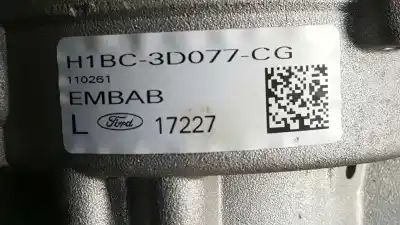 H1BC-3D077-CG
110261
EMBAB
L Ford 17227